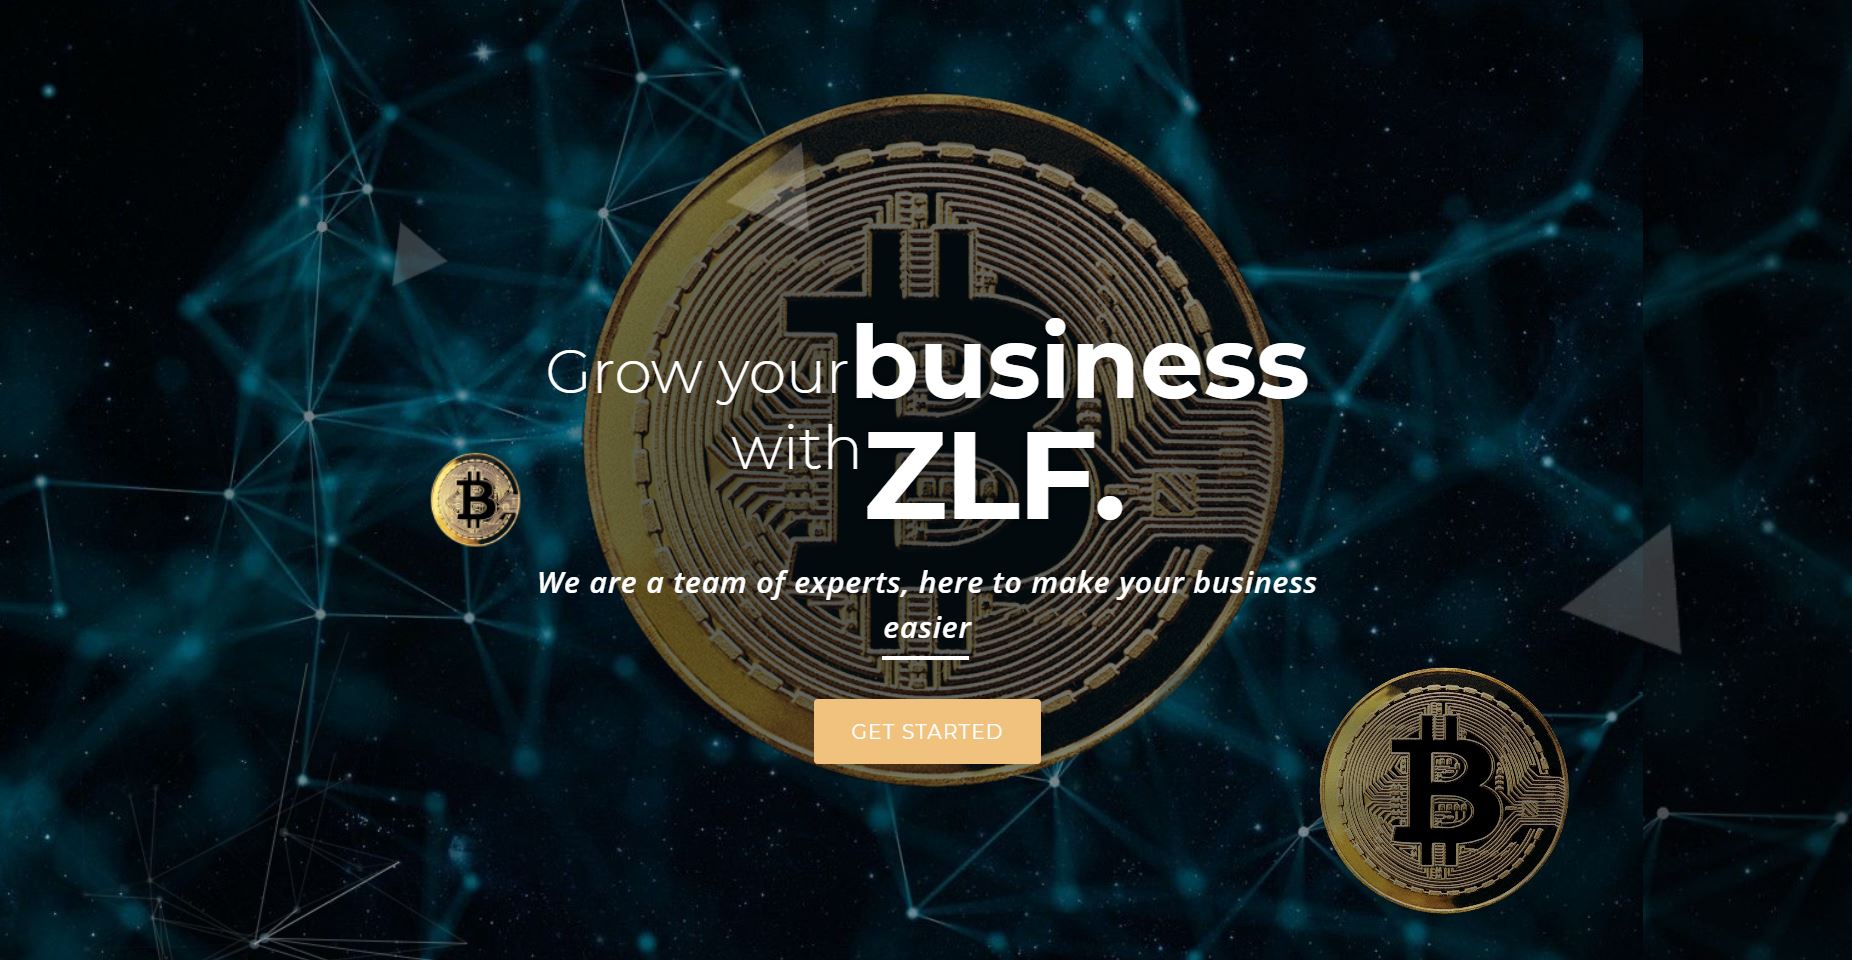 Grow your business
with ZLF.
We are a team of experts, here to make your business
easier
GET STARTED